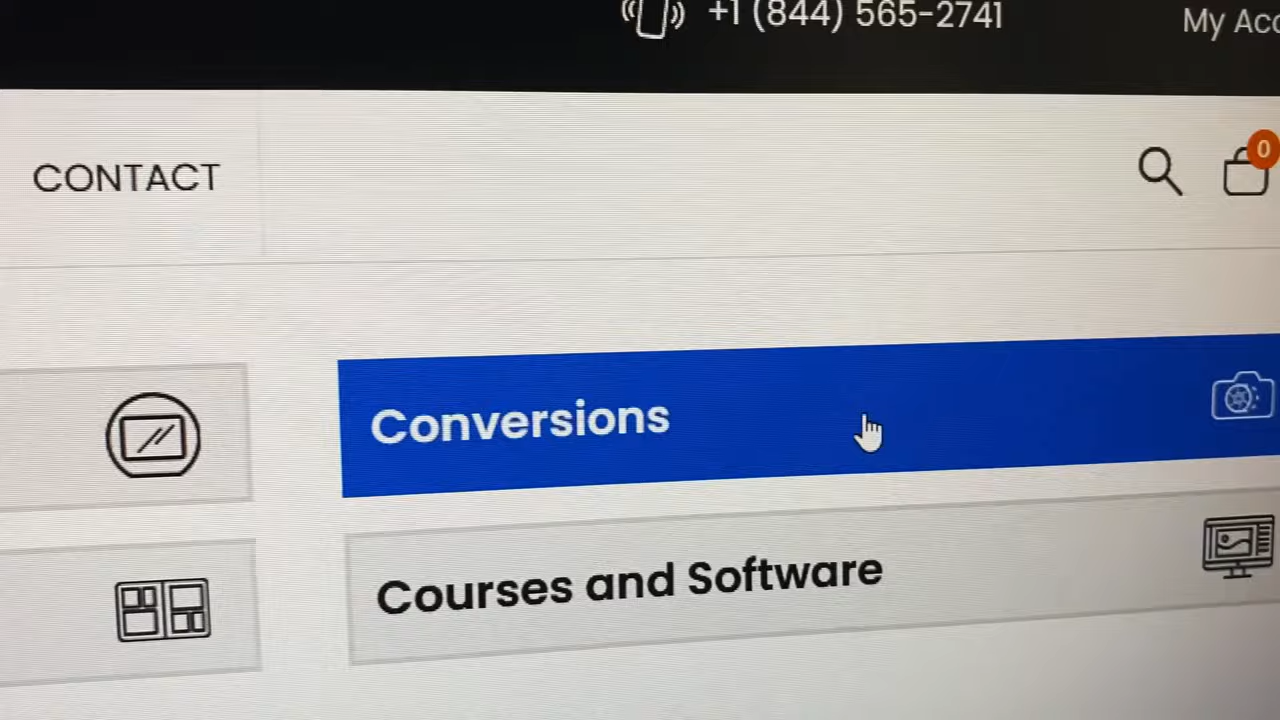 +1 (844) 565-2741
My Acc
CONTACT
0
Conversions
Courses and Software